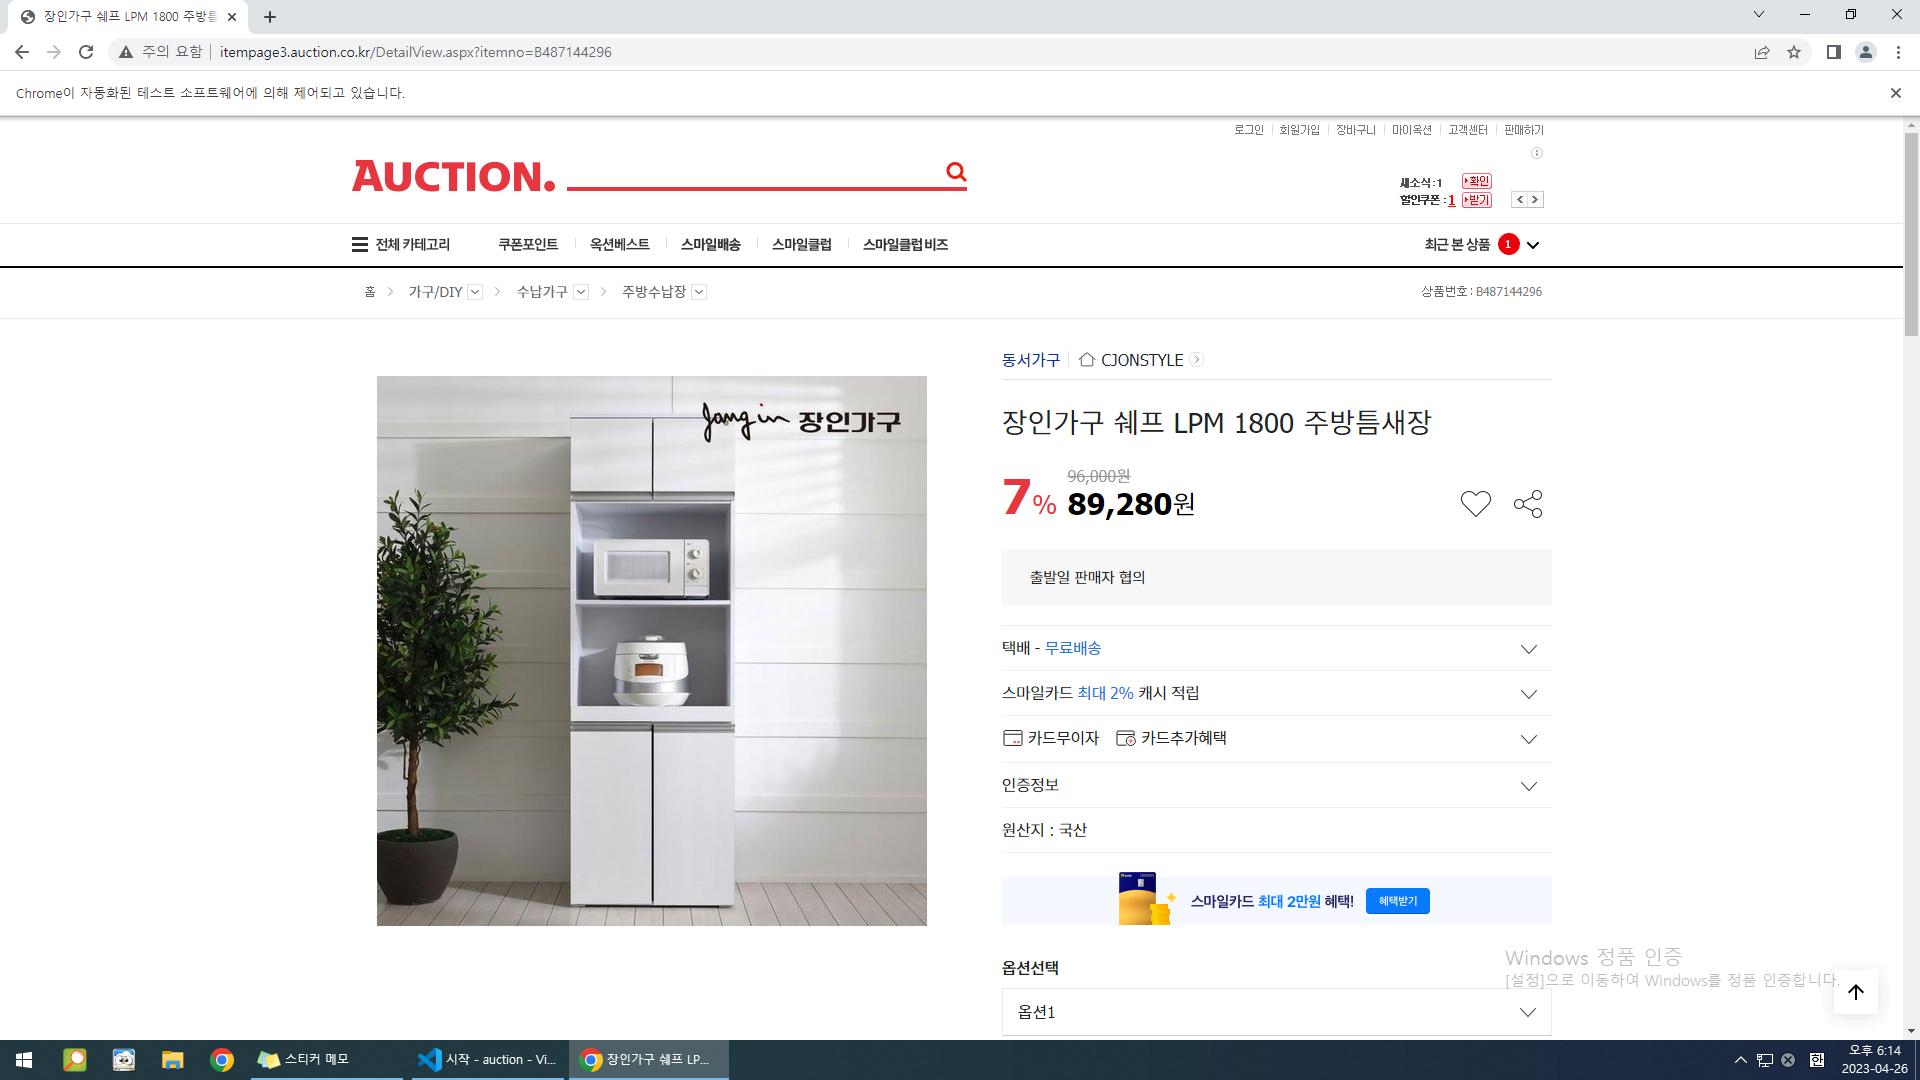 장인가구 쉐프 LPM 1800 주방틈
주의 요함
itempage3.auction.co.kr/DetailView.aspx?itemno=B487144296
Chrome이 자동화된 테스트 소프트웨어에 의해 제어되고 있습니다.
로그인 회원가입 장바구니 마이옥션 고객센터 판매하기
AUCTION.
새소식:1 확인
할인쿠폰:1 받기
전체 카테고리 쿠폰포인트 옥션베스트 스마일배송 스마일클럽 스마일클럽 비즈 최근 본 상품 1
홈 > 가구/DIY > 수납가구 > 주방수납장 상품번호 : B487144296
동서가구 CJONSTYLE
Jangin 장인가구
장인가구 쉐프 LPM 1800 주방틈새장
96,000원
7% 89,280원
출발일 판매자 협의
택배 - 무료배송
스마일카드 최대 2% 캐시 적립
카드무이자 카드추가혜택
인증정보
원산지 : 국산
스마일카드 최대 2만원 혜택! 혜택받기
Windows 정품 인증
[설정]으로 이동하여 Windows를 정품 인증합니다.
옵션선택
옵션1
스티커 메모 시작 - auction - Vi... 장인가구 쉐프 LP... 한 오후 6:14
2023-04-26